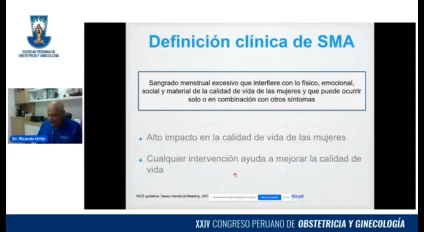 SOCIEDAD PERUANA DE
OBSTETRICIA Y GINECOLOGÍA
Definición clínica de SMA
Sangrado menstrual excesivo que interfiere con lo físico, emocional,
social y material de la calidad de vida de las mujeres y que puede ocurrir
solo o en combinación con otros síntomas
Dr. Ricardo Ortiz
Alto impacto en la calidad de vida de las mujeres
Cualquier intervención ayuda a mejorar la calidad de
vida
NICE guideline. Heavy menstrual bleeding.
XXIV CONGRESO PERUANO DE OBSTETRICIA Y GINECOLOGÍA